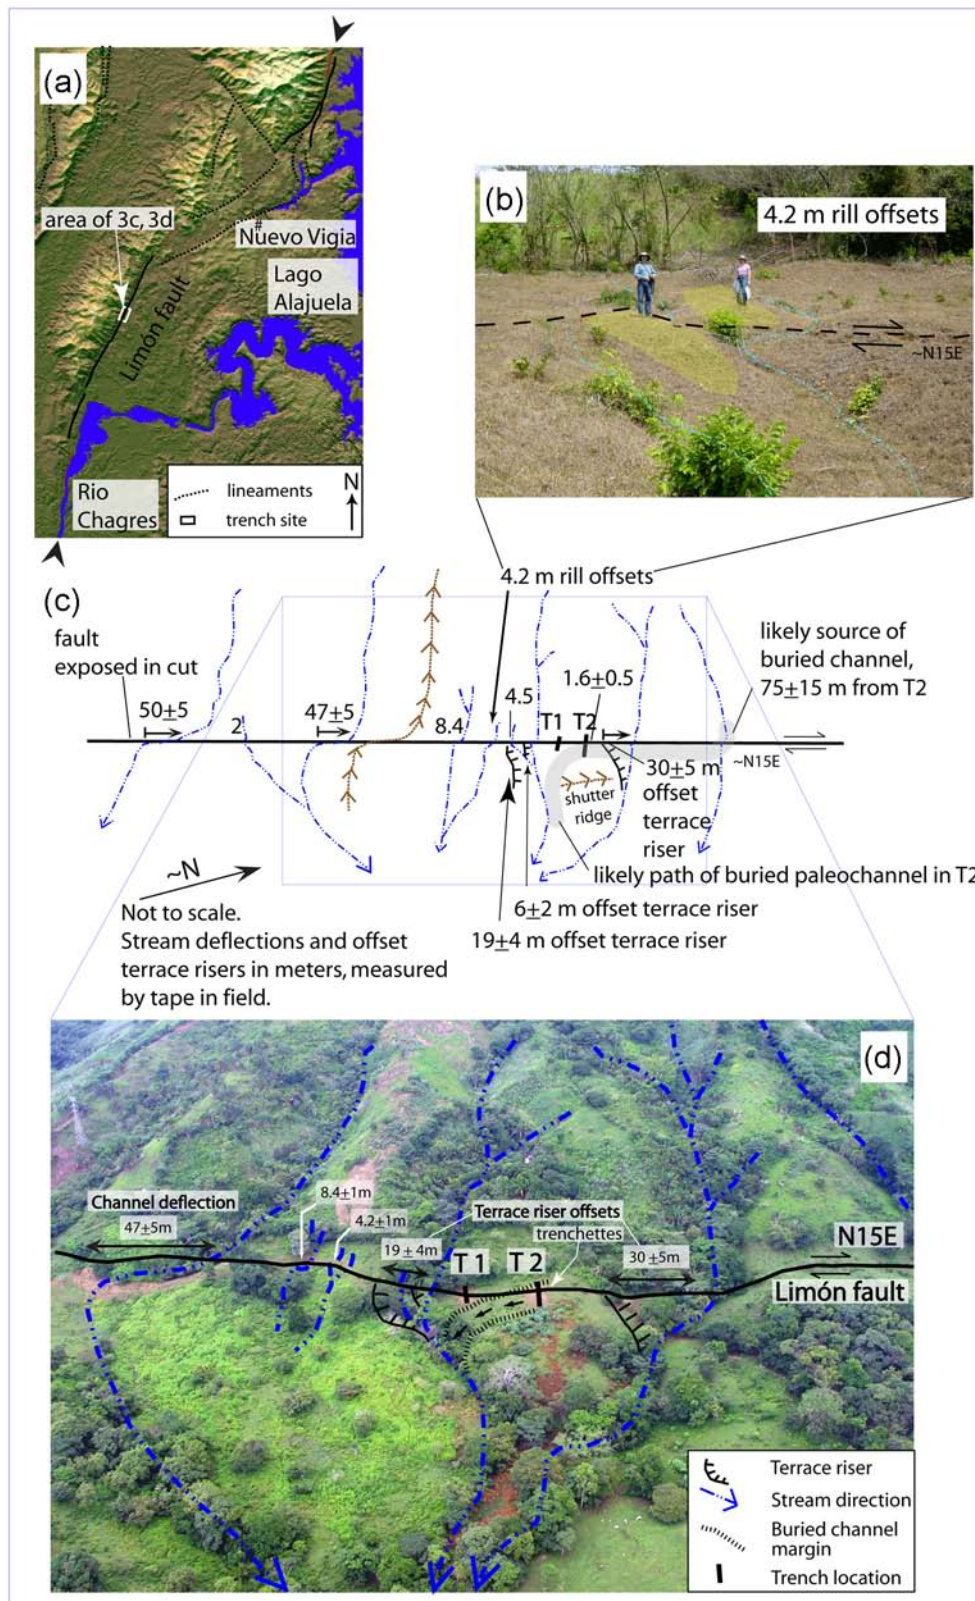 (a)
area of 3c, 3d
#
Nuevo Vigia
Lago
Alajuela
Limón fault
Rio
Chagres
lineaments
trench site
N
(b)
4.2 m rill offsets
~N15E
(c)
4.2 m rill offsets
fault
exposed in cut
likely source of
buried channel,
75±15 m from T2
50±5
2
47±5
8.4
4.5
T1
T2
1.6±0.5
~N15E
30±5 m
offset
terrace
riser
shutter
ridge
likely path of buried paleochannel in T2
6±2 m offset terrace riser
19±4 m offset terrace riser
~N
Not to scale.
Stream deflections and offset
terrace risers in meters, measured
by tape in field.
(d)
Channel deflection
47±5m
8.4±1m
4.2±1m
19 ± 4m
Terrace riser offsets
trenchettes
T 1
T 2
30 ±5m
N15E
Limón fault
Terrace riser
Stream direction
Buried channel
margin
Trench location